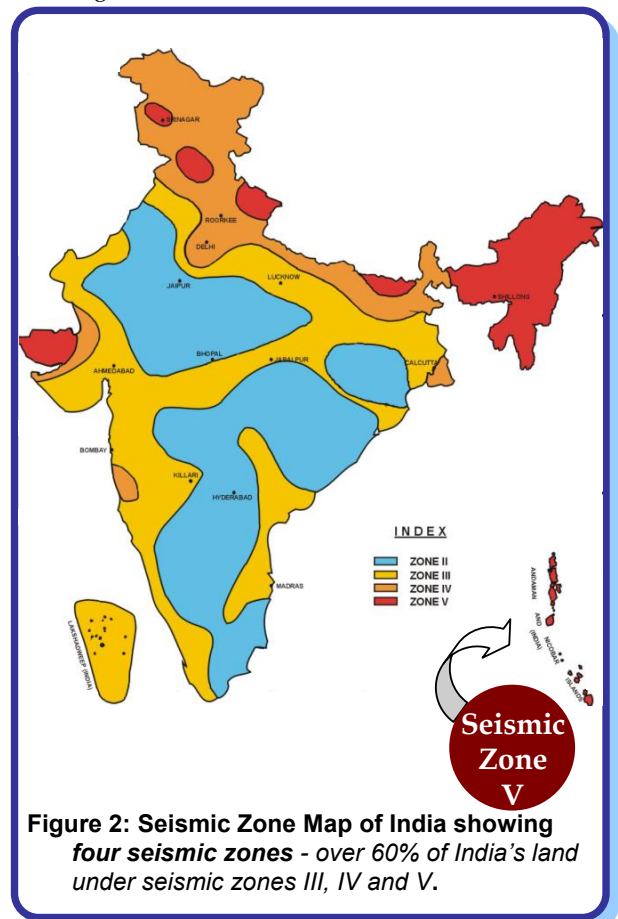 SRINAGAR
ROORKEE
DELHI
LUCKNOW
JAIPUR
SHILLONG
BHOPAL
JABALPUR
CALCUTTA
AHMEDABAD
BOMBAY
KILLARI
HYDERABAD
INDEX
ZONE II
ZONE III
ZONE IV
ZONE V
MADRAS
ANDAMAN
AND
(INDIA)
NICOBAR
ISLANDS
LAKSHADWEEP (INDIA)
Seismic
Zone
V
Figure 2: Seismic Zone Map of India showing
four seismic zones - over 60% of India's land
under seismic zones III, IV and V.